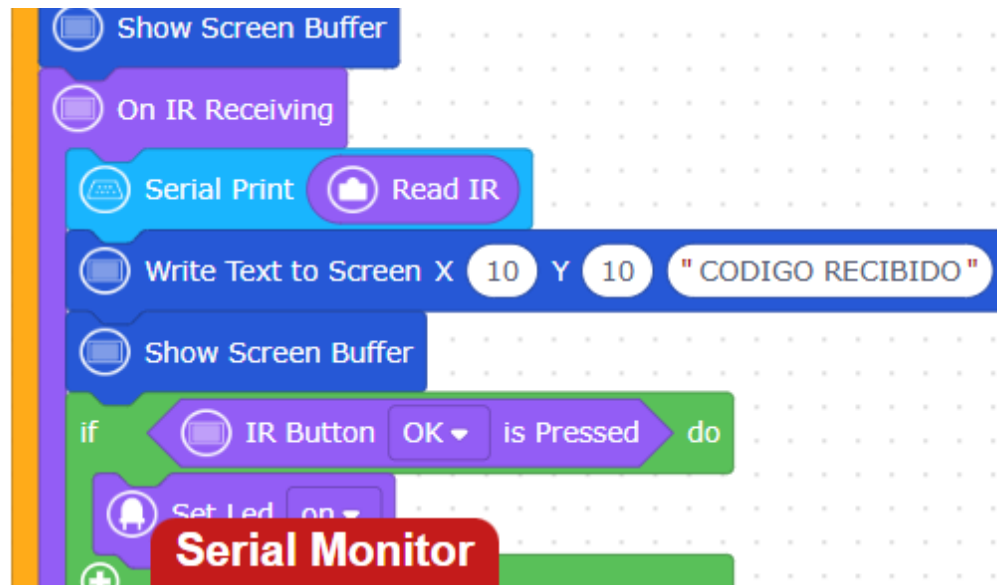 Show Screen Buffer
On IR Receiving
Serial Print Read IR
Write Text to Screen X 10 Y 10 "CODIGO RECIBIDO"
Show Screen Buffer
if IR Button OK is Pressed do
Set Led on
Serial Monitor